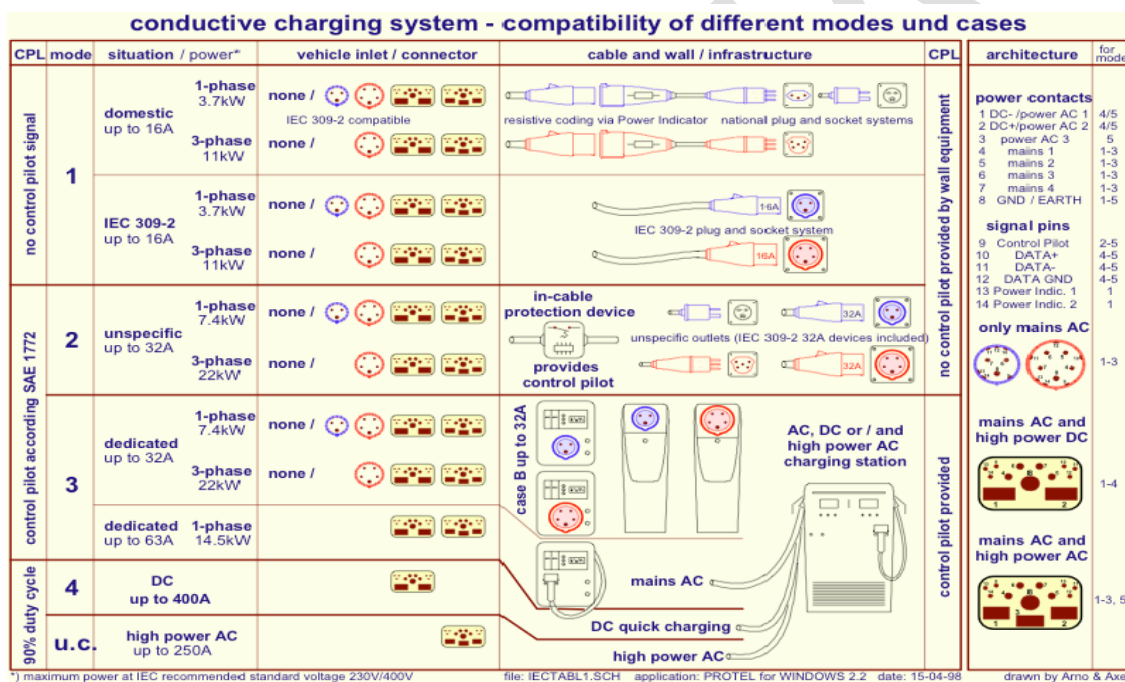 conductive charging system - compatibility of different modes und cases
CPL mode situation / power* vehicle inlet / connector cable and wall / infrastructure CPL architecture for mode
no control pilot signal
control pilot according SAE 1772
90% duty cycle
1
domestic
up to 16A
1-phase
3.7kW
none /
IEC 309-2 compatible
resistive coding via Power Indicator
national plug and socket systems
3-phase
11kW
none /
IEC 309-2
up to 16A
1-phase
3.7kW
none /
16A
IEC 309-2 plug and socket system
3-phase
11kW
none /
16A
2
unspecific
up to 32A
1-phase
7.4kW
none /
in-cable
protection device
provides
control pilot
32A
unspecific outlets (IEC 309-2 32A devices included)
3-phase
22kW
none /
32A
3
dedicated
up to 32A
1-phase
7.4kW
none /
3-phase
22kW
none /
dedicated
up to 63A
1-phase
14.5kW
case B up to 32A
AC, DC or / and
high power AC
charging station
mains AC
4
DC
up to 400A
DC quick charging
u.c.
high power AC
up to 250A
high power AC
no control pilot provided by wall equipment
control pilot provided
power contacts
1 DC- /power AC 1 4/5
2 DC+/power AC 2 4/5
3 power AC 3 5
4 mains 1 1-3
5 mains 2 1-3
6 mains 3 1-3
7 mains 4 1-3
8 GND / EARTH 1-5
signal pins
9 Control Pilot 2-5
10 DATA+ 4-5
11 DATA- 4-5
12 DATA GND 4-5
13 Power Indic. 1 1
14 Power Indic. 2 1
only mains AC
1-3
mains AC and
high power DC
1-4
1 2
mains AC and
high power AC
1-3, 5
3
1 2
*) maximum power at IEC recommended standard voltage 230V/400V file: IECTABL1.SCH application: PROTEL for WINDOWS 2.2 date: 15-04-98 drawn by Arno & Axe